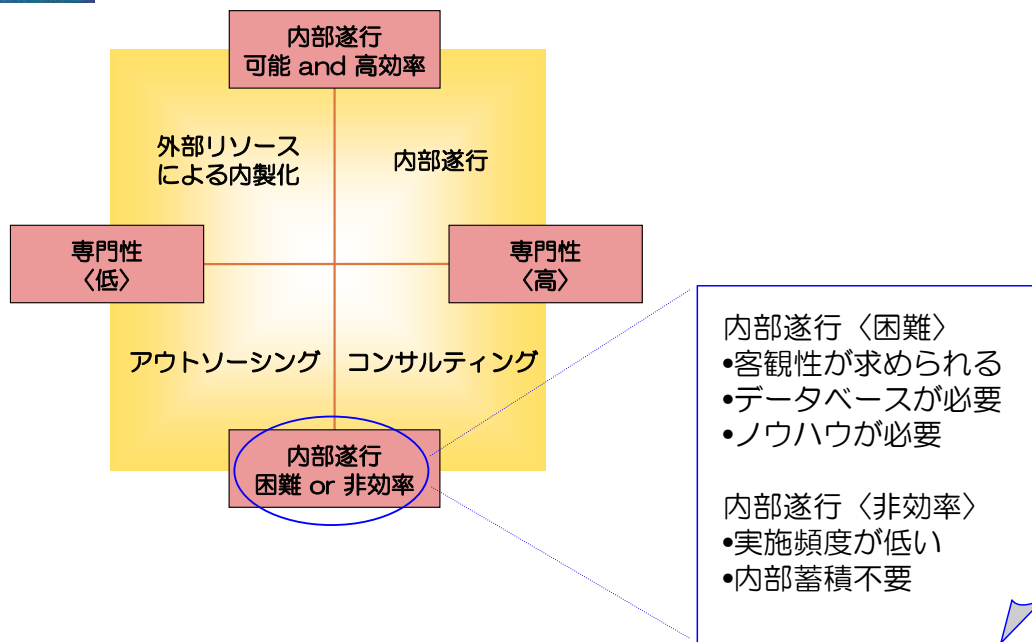 内部遂行
可能 and 高効率
外部リソース
による内製化
内部遂行
専門性
〈低〉
専門性
〈高〉
アウトソーシング
コンサルティング
内部遂行
困難 or 非効率
内部遂行〈困難〉
•客観性が求められる
•データベースが必要
•ノウハウが必要
内部遂行〈非効率〉
•実施頻度が低い
•内部蓄積不要